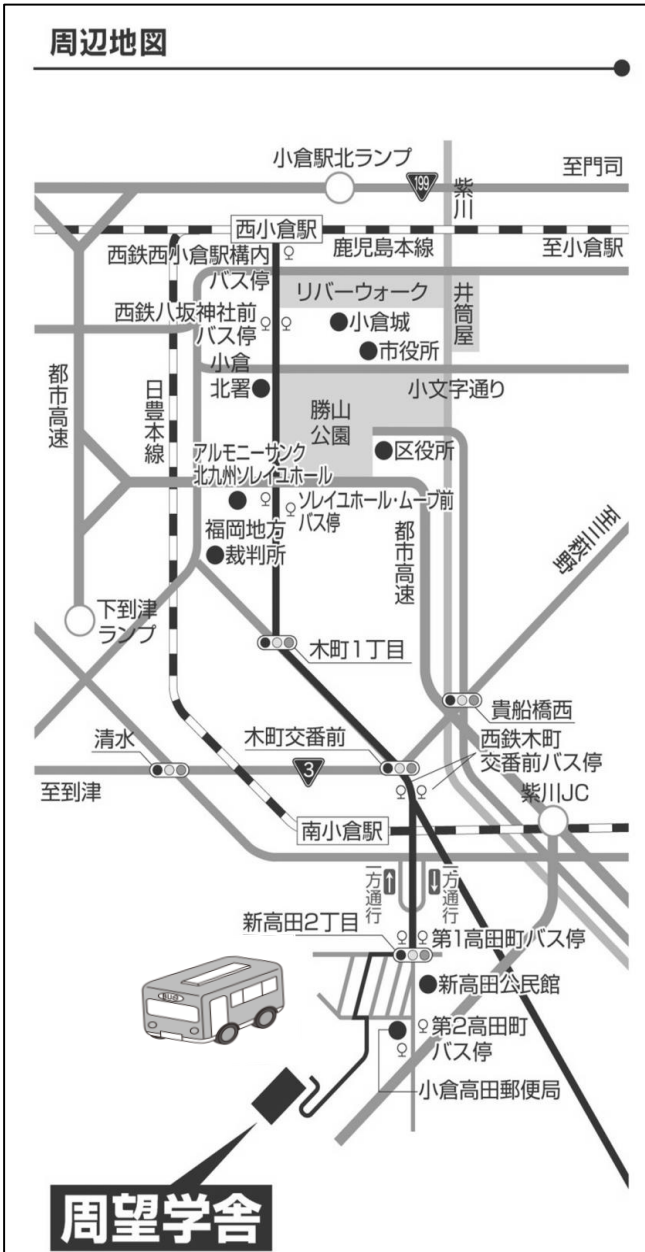 周辺地図
小倉駅北ランプ
199
紫川
至門司
西小倉駅
鹿児島本線
至小倉駅
西鉄西小倉駅構内
バス停
リバーウォーク
井筒屋
西鉄八坂神社前
バス停
小倉城
市役所
小倉
北署
小文字通り
都市高速
日豊本線
勝山
公園
区役所
アルモニーサンク
北九州ソレイユホール
ソレイユホール・ムーブ前
バス停
福岡地方
裁判所
都市高速
至三萩野
下到津
ランプ
木町1丁目
貴船橋西
清水
木町交番前
西鉄木町
交番前バス停
3
至到津
紫川JC
南小倉駅
一方通行
一方通行
新高田2丁目
第1高田町バス停
新高田公民館
第2高田町
バス停
小倉高田郵便局
周望学舎